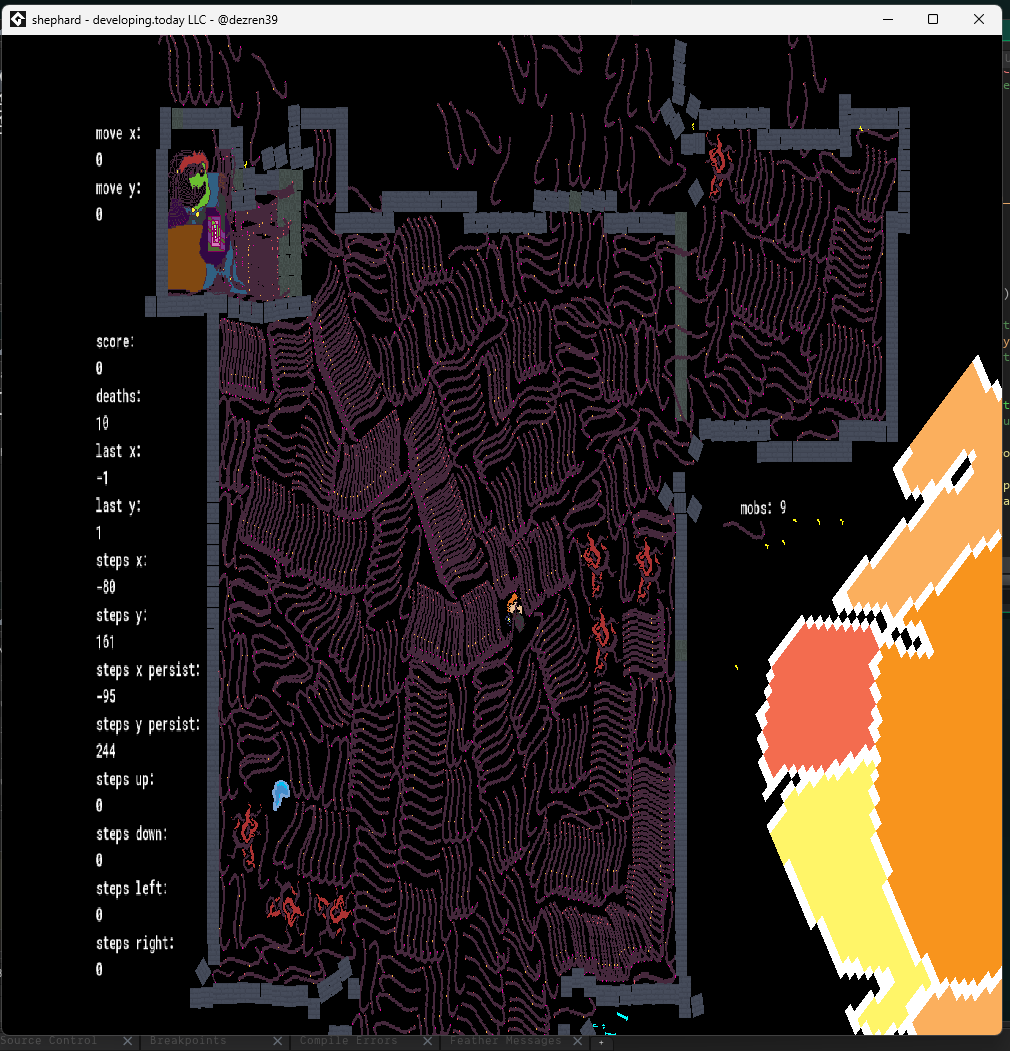 shephard - developing.today LLC - @dezren39
move x:
0
move y:
0
score:
0
deaths:
10
last x:
-1
last y:
1
steps x:
-80
steps y:
161
steps x persist:
-95
steps y persist:
244
steps up:
0
steps down:
0
steps left:
0
steps right:
0
mobs: 9
Source Control
Breakpoints
Compile Errors
Feather Messages